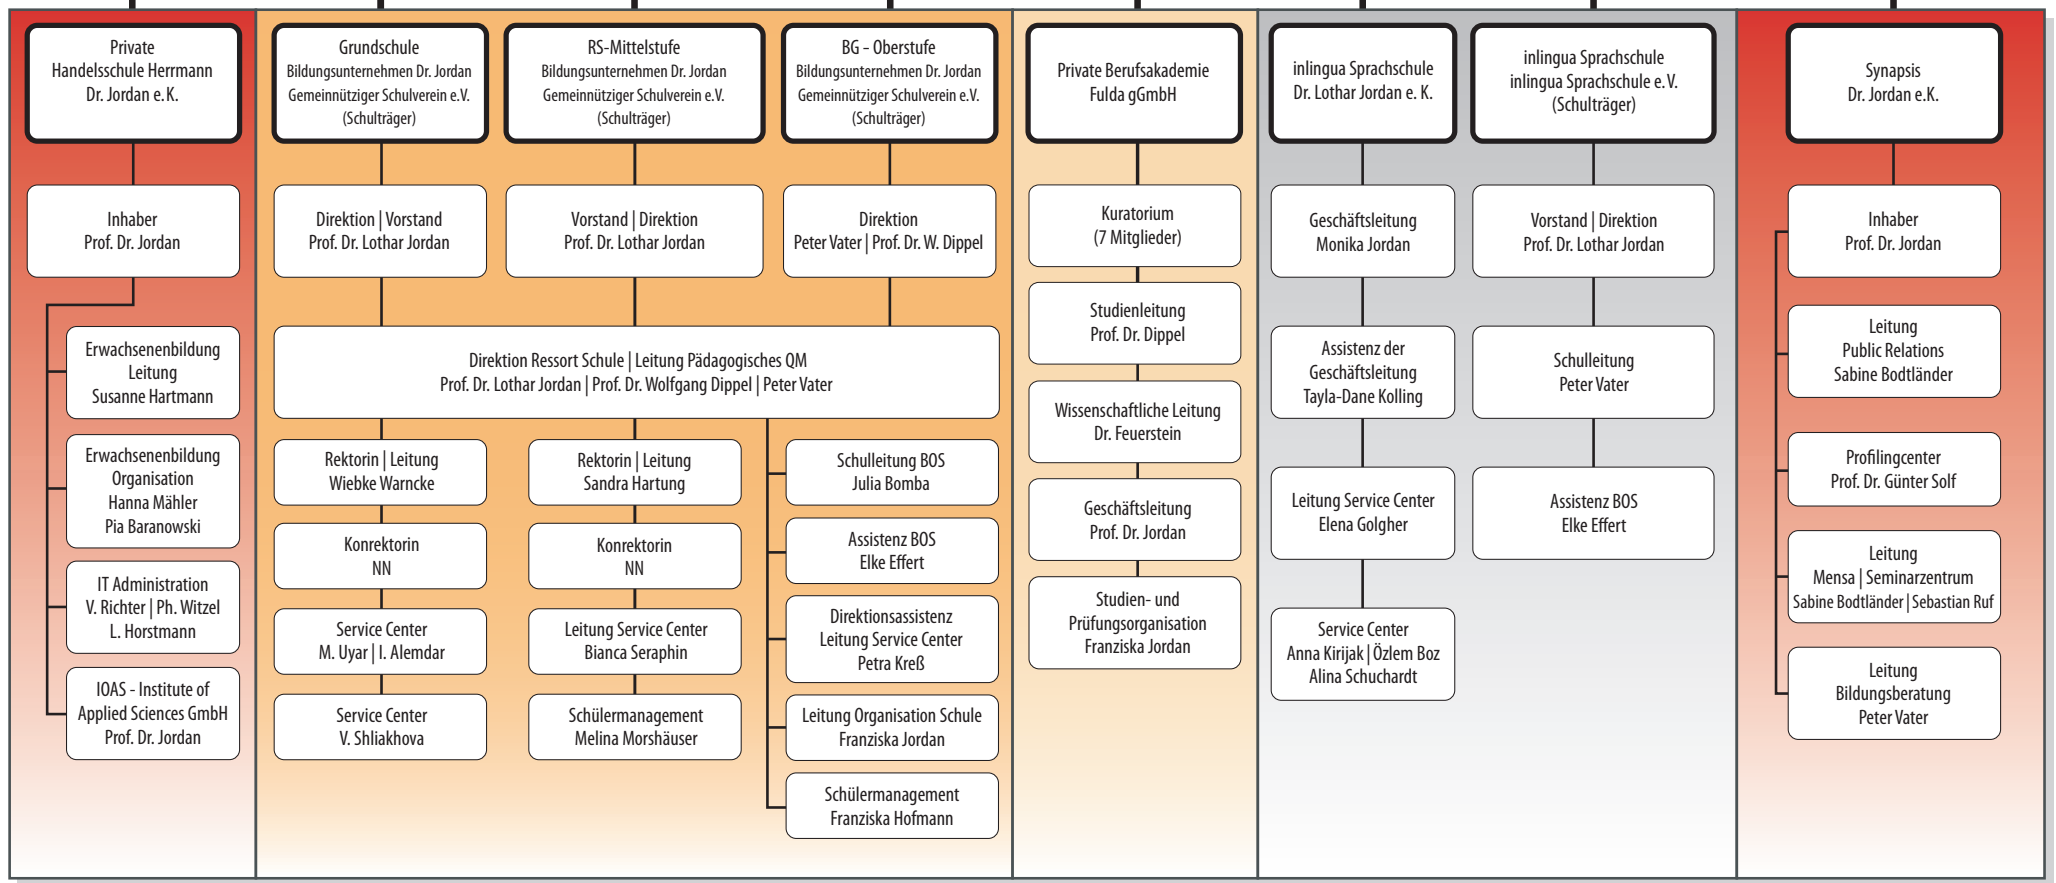 Private
Handelsschule Herrmann
Dr. Jordan e.K.
Inhaber
Prof. Dr. Jordan
Erwachsenenbildung
Leitung
Susanne Hartmann
Erwachsenenbildung
Organisation
Hanna Mähler
Pia Baranowski
IT Administration
V. Richter | Ph. Witzel
L. Horstmann
IOAS - Institute of
Applied Sciences GmbH
Prof. Dr. Jordan
Grundschule
Bildungsunternehmen Dr. Jordan
Gemeinnütziger Schulverein e.V.
(Schulträger)
Direktion | Vorstand
Prof. Dr. Lothar Jordan
RS-Mittelstufe
Bildungsunternehmen Dr. Jordan
Gemeinnütziger Schulverein e.V.
(Schulträger)
Vorstand | Direktion
Prof. Dr. Lothar Jordan
BG - Oberstufe
Bildungsunternehmen Dr. Jordan
Gemeinnütziger Schulverein e.V.
(Schulträger)
Direktion
Peter Vater | Prof. Dr. W. Dippel
Direktion Ressort Schule | Leitung Pädagogisches QM
Prof. Dr. Lothar Jordan | Prof. Dr. Wolfgang Dippel | Peter Vater
Rektorin | Leitung
Wiebke Warncke
Konrektorin
NN
Service Center
M. Uyar | I. Alemdar
Service Center
V. Shliakhova
Rektorin | Leitung
Sandra Hartung
Konrektorin
NN
Leitung Service Center
Bianca Seraphin
Schülermanagement
Melina Morshäuser
Schulleitung BOS
Julia Bomba
Assistenz BOS
Elke Effert
Direktionsassistenz
Leitung Service Center
Petra Kreß
Leitung Organisation Schule
Franziska Jordan
Schülermanagement
Franziska Hofmann
Private Berufsakademie
Fulda gGmbH
Kuratorium
(7 Mitglieder)
Studienleitung
Prof. Dr. Dippel
Wissenschaftliche Leitung
Dr. Feuerstein
Geschäftsleitung
Prof. Dr. Jordan
Studien- und
Prüfungsorganisation
Franziska Jordan
inlingua Sprachschule
Dr. Lothar Jordan e. K.
Geschäftsleitung
Monika Jordan
Assistenz der
Geschäftsleitung
Tayla-Dane Kolling
Leitung Service Center
Elena Golgher
Service Center
Anna Kirijak | Özlem Boz
Alina Schuchardt
inlingua Sprachschule
inlingua Sprachschule e. V.
(Schulträger)
Vorstand | Direktion
Prof. Dr. Lothar Jordan
Schulleitung
Peter Vater
Assistenz BOS
Elke Effert
Synapsis
Dr. Jordan e.K.
Inhaber
Prof. Dr. Jordan
Leitung
Public Relations
Sabine Bodtländer
Profilingcenter
Prof. Dr. Günter Solf
Leitung
Mensa | Seminarzentrum
Sabine Bodtländer | Sebastian Ruf
Leitung
Bildungsberatung
Peter Vater